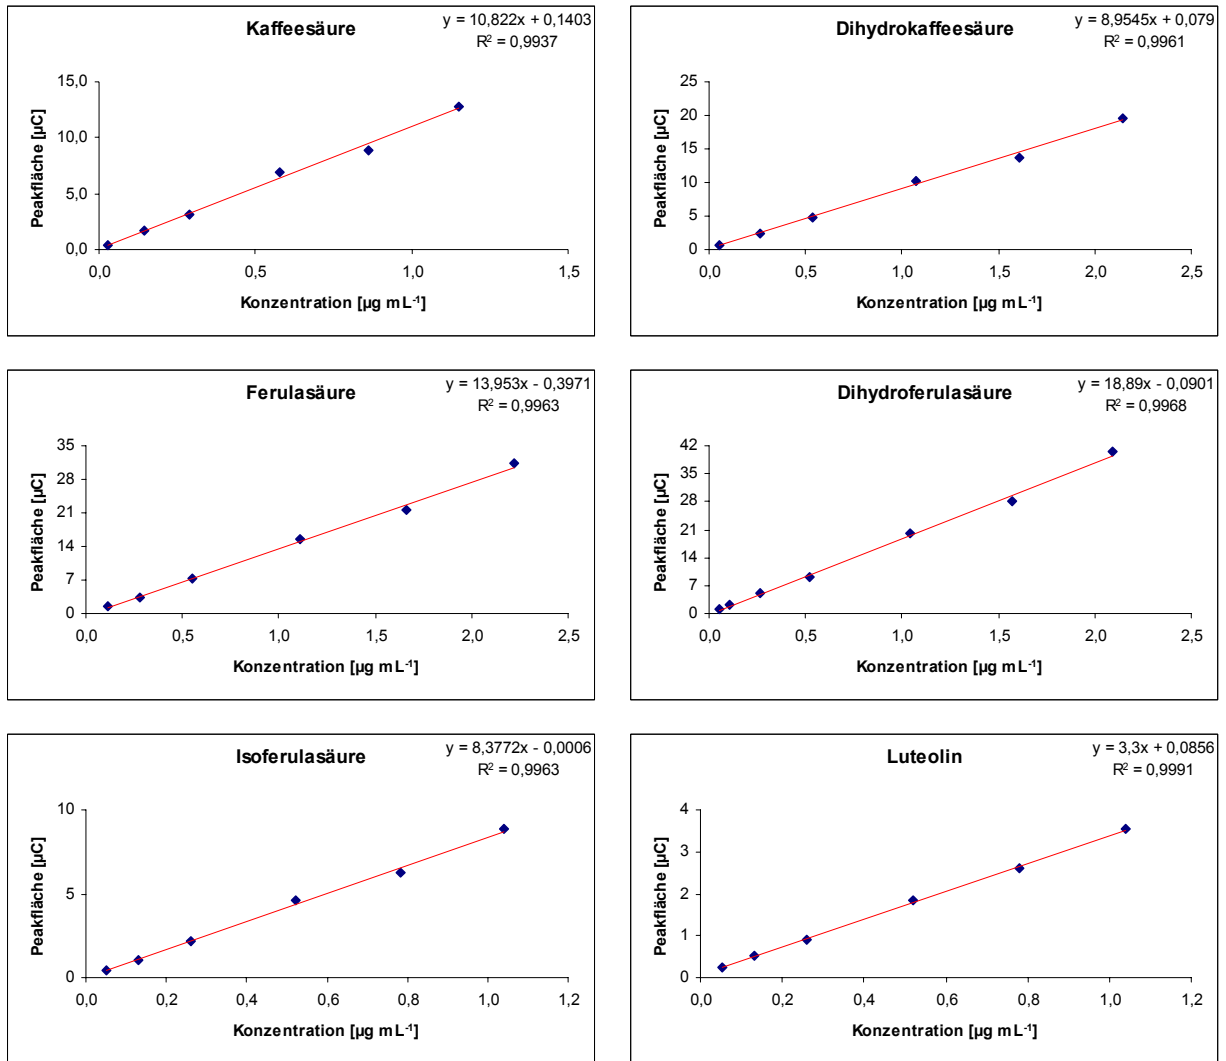 Kaffeesäure
y = 10,822x + 0,1403
R² = 0,9937
15,0
10,0
5,0
0,0
Peakfläche [µC]
0,0 0,5 1,0 1,5
Konzentration [µg mL⁻¹]
Dihydrokaffeesäure
y = 8,9545x + 0,079
R² = 0,9961
25
20
15
10
5
0
Peakfläche [µC]
0,0 0,5 1,0 1,5 2,0 2,5
Konzentration [µg mL⁻¹]
Ferulasäure
y = 13,953x - 0,3971
R² = 0,9963
35
28
21
14
7
0
Peakfläche [µC]
0,0 0,5 1,0 1,5 2,0 2,5
Konzentration [µg mL⁻¹]
Dihydroferulasäure
y = 18,89x - 0,0901
R² = 0,9968
42
35
28
21
14
7
0
Peakfläche [µC]
0,0 0,5 1,0 1,5 2,0 2,5
Konzentration [µg mL⁻¹]
Isoferulasäure
y = 8,3772x - 0,0006
R² = 0,9963
10
5
0
Peakfläche [µC]
0,0 0,2 0,4 0,6 0,8 1,0 1,2
Konzentration [µg mL⁻¹]
Luteolin
y = 3,3x + 0,0856
R² = 0,9991
4
3
2
1
0
Peakfläche [µC]
0,0 0,2 0,4 0,6 0,8 1,0 1,2
Konzentration [µg mL⁻¹]